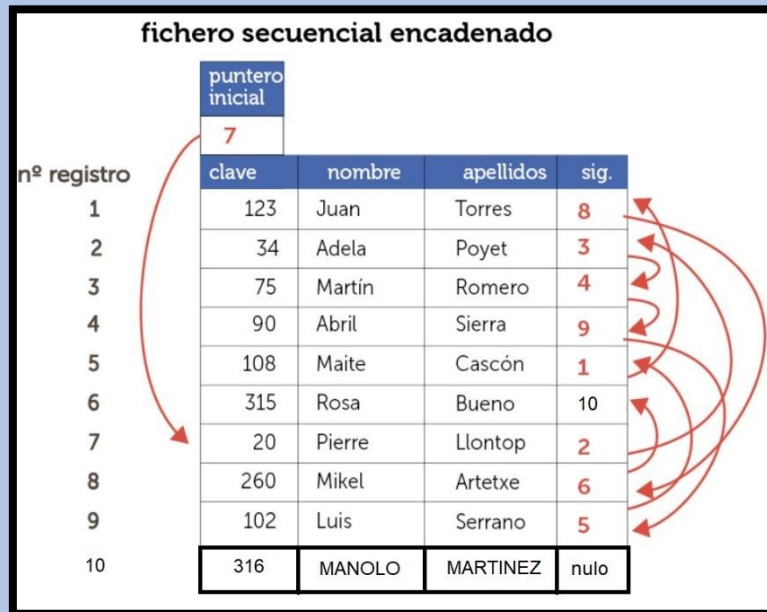 fichero secuencial encadenado
puntero
inicial
7
nº registro clave nombre apellidos sig.
1 123 Juan Torres 8
2 34 Adela Poyet 3
3 75 Martín Romero 4
4 90 Abril Sierra 9
5 108 Maite Cascón 1
6 315 Rosa Bueno 10
7 20 Pierre Llontop 2
8 260 Mikel Artetxe 6
9 102 Luis Serrano 5
10 316 MANOLO MARTINEZ nulo